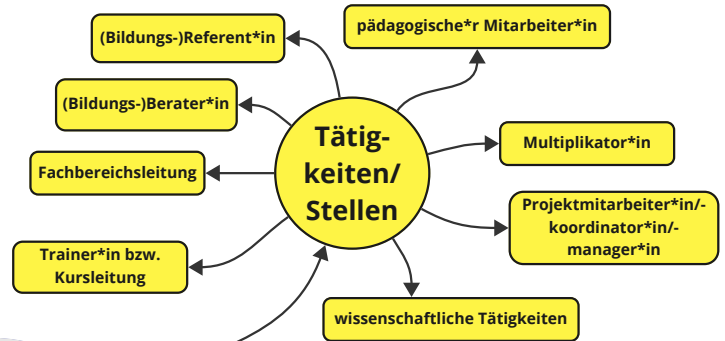 pädagogische*r Mitarbeiter*in
(Bildungs-)Referent*in
(Bildungs-)Berater*in
Tätig-
keiten/
Stellen
Multiplikator*in
Fachbereichsleitung
Projektmitarbeiter*in/-
koordinator*in/-
manager*in
Trainer*in bzw.
Kursleitung
wissenschaftliche Tätigkeiten